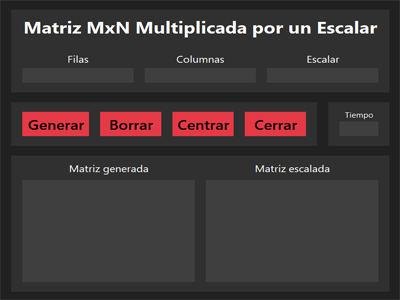 Matriz MxN Multiplicada por un Escalar
Filas Columnas Escalar
Generar Borrar Centrar Cerrar Tiempo
Matriz generada Matriz escalada